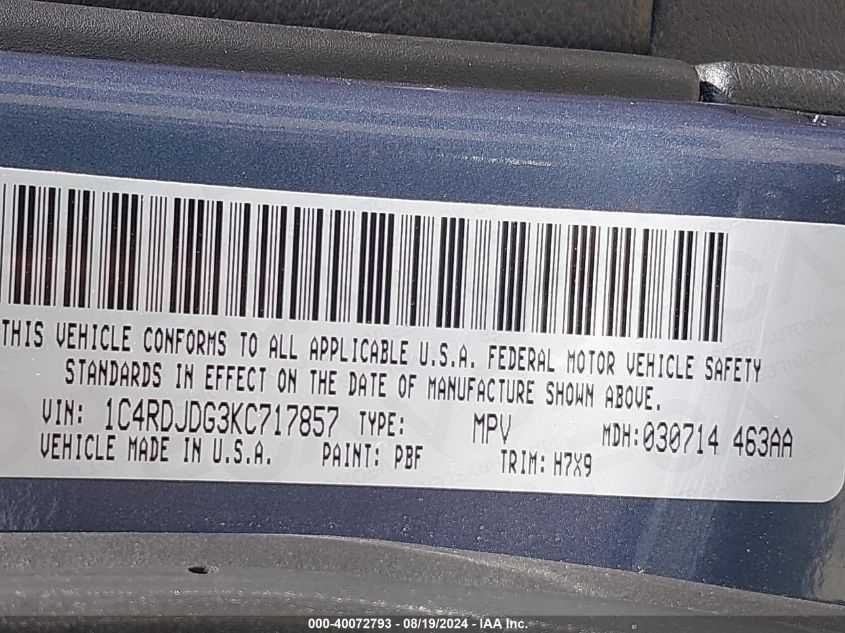 THIS VEHICLE CONFORMS TO ALL APPLICABLE U.S.A. FEDERAL MOTOR VEHICLE SAFETY
STANDARDS IN EFFECT ON THE DATE OF MANUFACTURE SHOWN ABOVE.
VIN: 1C4RDJDG3KC717857 TYPE: MPV MDH:030714 463AA
VEHICLE MADE IN U.S.A. PAINT: PBF TRIM: H7X9
000-40072793 - 08/19/2024 - IAA Inc.